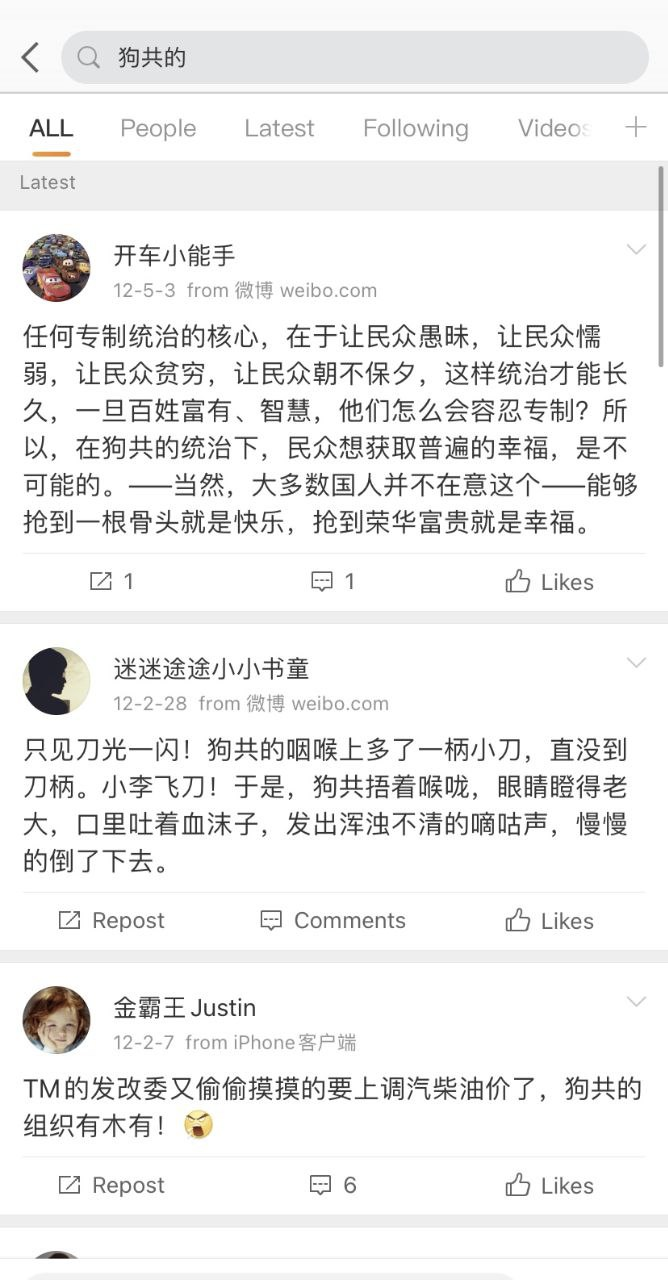 狗共的
ALL People Latest Following Videos
Latest
开车小能手
12-5-3 from 微博 weibo.com
任何专制统治的核心，在于让民众愚昧，让民众懦
弱，让民众贫穷，让民众朝不保夕，这样统治才能长
久，一旦百姓富有、智慧，他们怎么会容忍专制？所
以，在狗共的统治下，民众想获取普遍的幸福，是不
可能的。——当然，大多数国人并不在意这个——能够
抢到一根骨头就是快乐，抢到荣华富贵就是幸福。
1 1 Likes
迷迷途途小小书童
12-2-28 from 微博 weibo.com
只见刀光一闪！狗共的咽喉上多了一柄小刀，直没到
刀柄。小李飞刀！于是，狗共捂着喉咙，眼睛瞪得老
大，口里吐着血沫子，发出浑浊不清的嘀咕声，慢慢
的倒了下去。
Repost Comments Likes
金霸王Justin
12-2-7 from iPhone客户端
TM的发改委又偷偷摸摸的要上调汽柴油价了，狗共的
组织有木有！
Repost 6 Likes